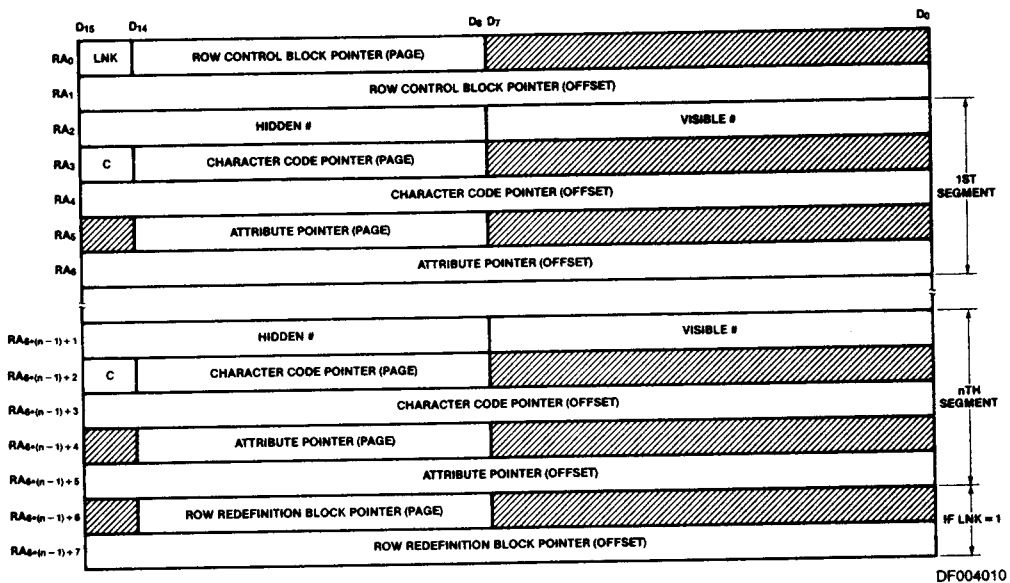 D15 D14 D8 D7 D0
RA0 LNK ROW CONTROL BLOCK POINTER (PAGE)
RA1 ROW CONTROL BLOCK POINTER (OFFSET)
RA2 HIDDEN # VISIBLE #
RA3 C CHARACTER CODE POINTER (PAGE)
RA4 CHARACTER CODE POINTER (OFFSET)
1ST
SEGMENT
RA5 ATTRIBUTE POINTER (PAGE)
RA6 ATTRIBUTE POINTER (OFFSET)
RA6+(n − 1) + 1 HIDDEN # VISIBLE #
RA6+(n − 1) + 2 C CHARACTER CODE POINTER (PAGE)
RA6+(n − 1) + 3 CHARACTER CODE POINTER (OFFSET)
nTH
SEGMENT
RA6+(n − 1) + 4 ATTRIBUTE POINTER (PAGE)
RA6+(n − 1) + 5 ATTRIBUTE POINTER (OFFSET)
RA6+(n − 1) + 6 ROW REDEFINITION BLOCK POINTER (PAGE) IF LNK = 1
RA6+(n − 1) + 7 ROW REDEFINITION BLOCK POINTER (OFFSET)
DF004010